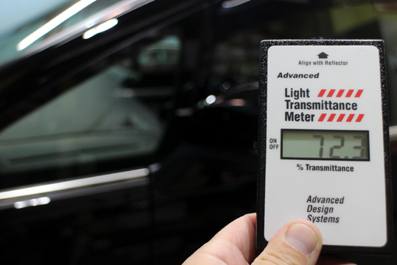 Align with Reflector
Advanced
Light
Transmittance
Meter
ON
OFF
72.3
% Transmittance
Advanced
Design
Systems